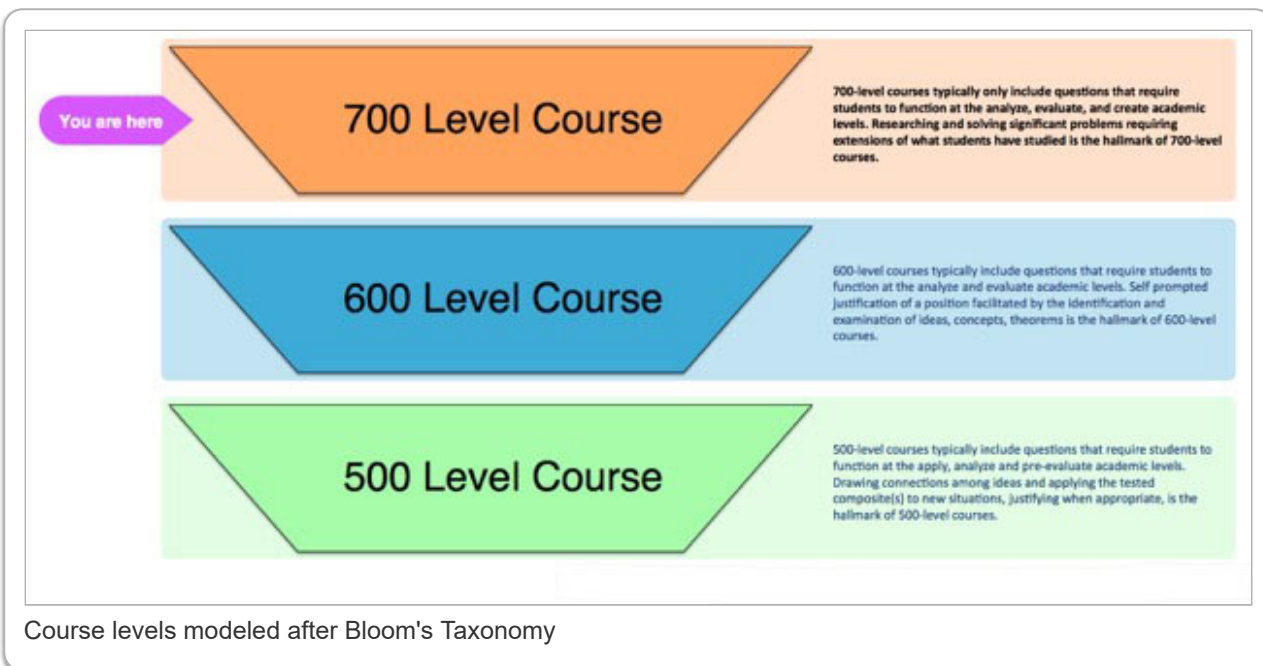 You are here
700 Level Course
700-level courses typically only include questions that require
students to function at the analyze, evaluate, and create academic
levels. Researching and solving significant problems requiring
extensions of what students have studied is the hallmark of 700-level
courses.
600 Level Course
600-level courses typically include questions that require students to
function at the analyze and evaluate academic levels. Self prompted
justification of a position facilitated by the identification and
examination of ideas, concepts, theorems is the hallmark of 600-level
courses.
500 Level Course
500-level courses typically include questions that require students to
function at the apply, analyze and pre-evaluate academic levels.
Drawing connections among ideas and applying the tested
composite(s) to new situations, justifying when appropriate, is the
hallmark of 500-level courses.
Course levels modeled after Bloom's Taxonomy